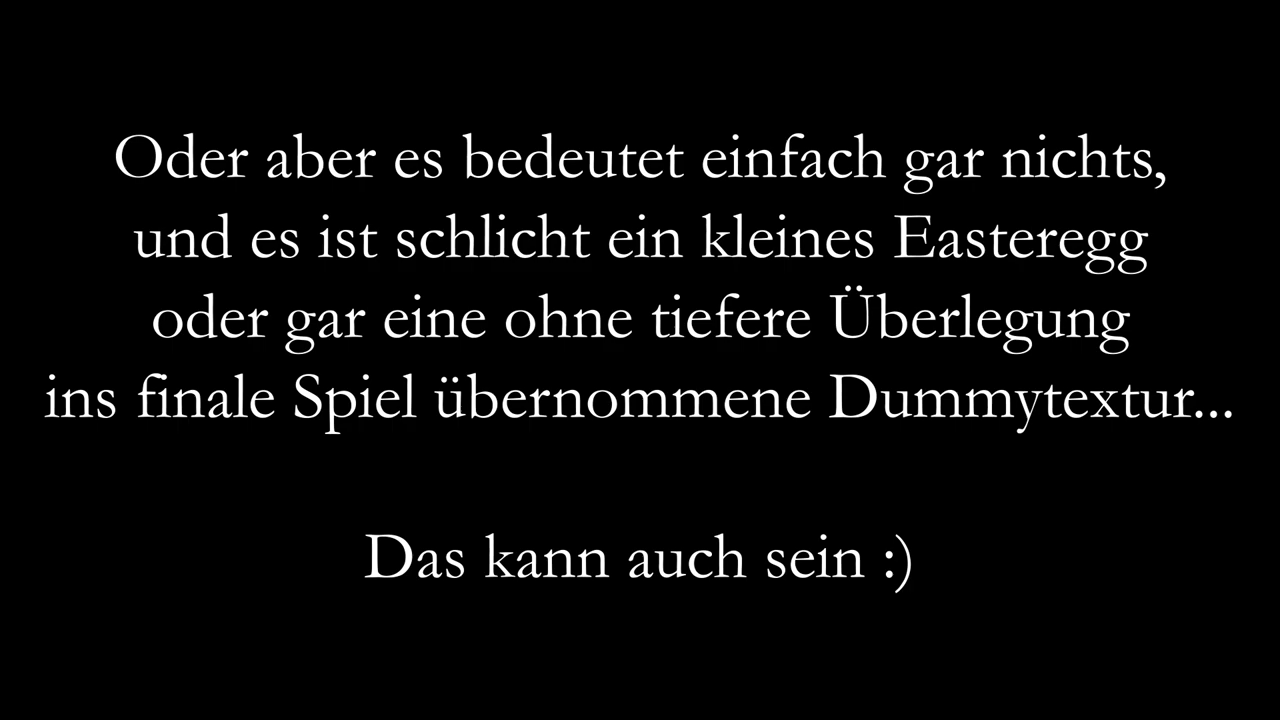 Oder aber es bedeutet einfach gar nichts,
und es ist schlicht ein kleines Easteregg
oder gar eine ohne tiefere Überlegung
ins finale Spiel übernommene Dummytextur...
Das kann auch sein :)